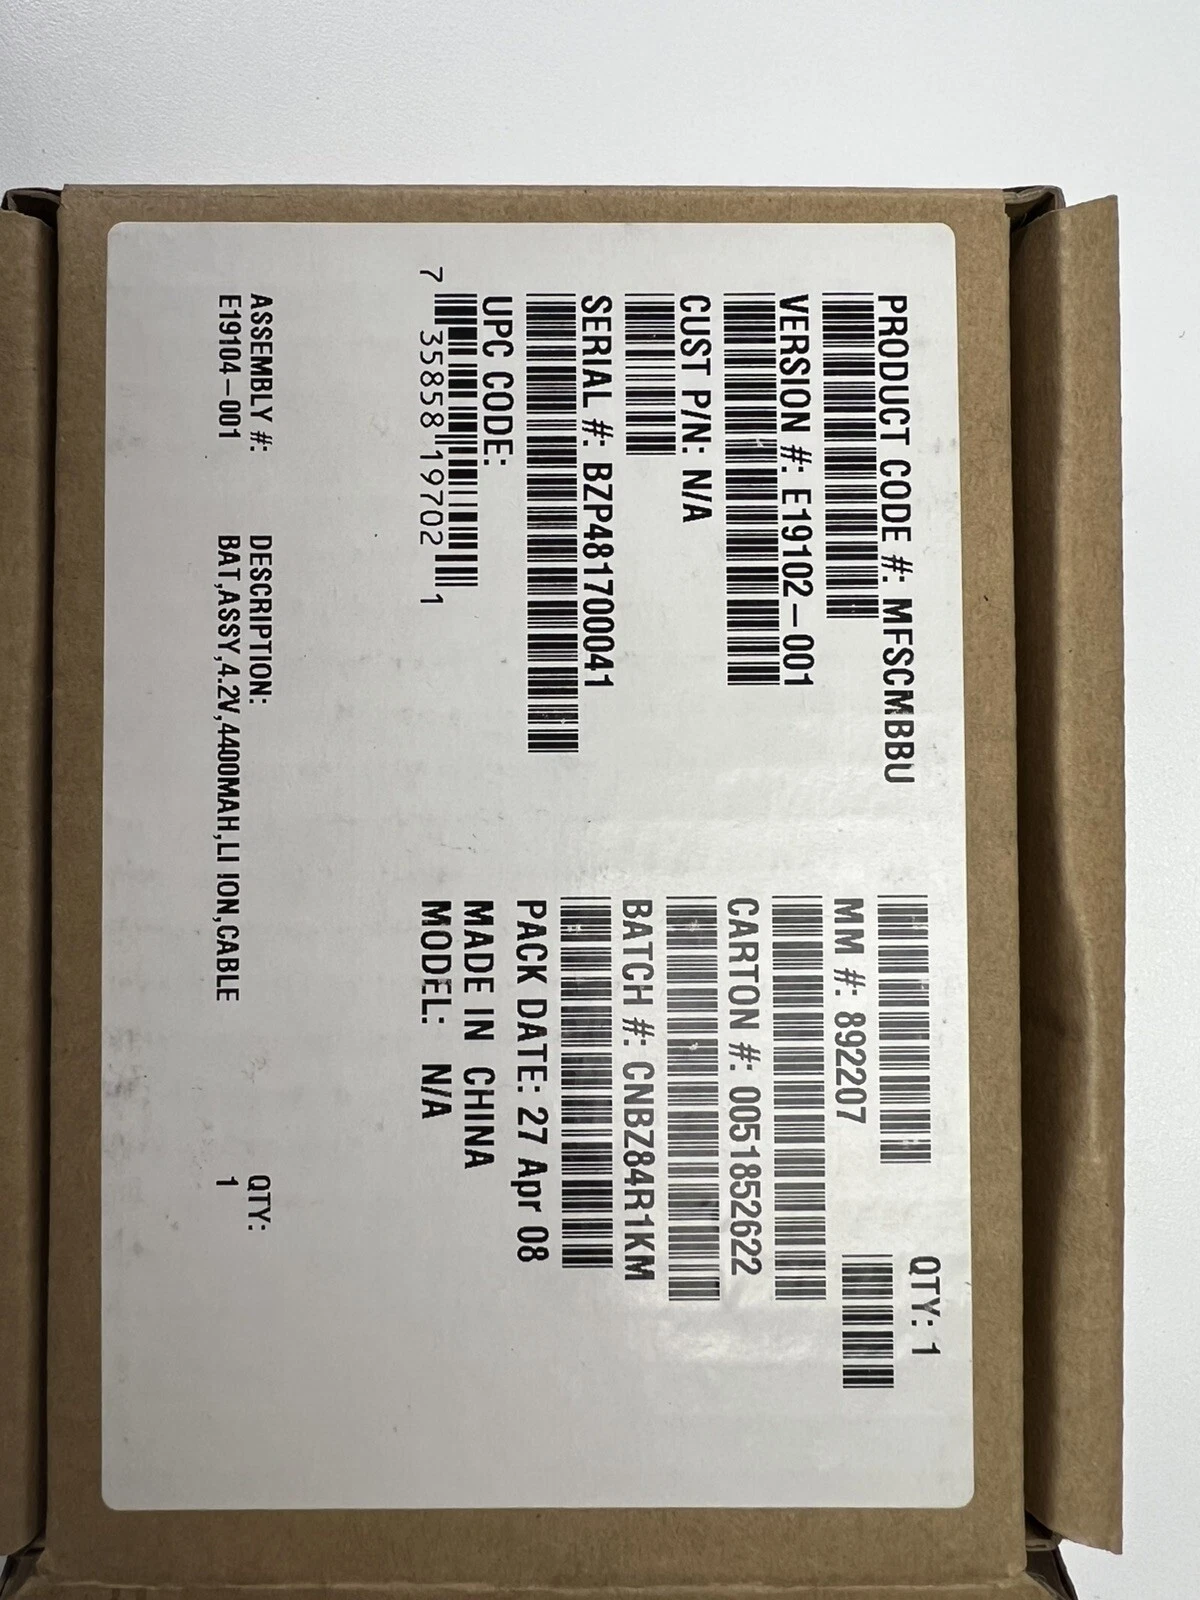 PRODUCT CODE #: MFSCMBBU
VERSION #: E19102-001
CUST P/N: N/A
SERIAL #: BZP481700041
UPC CODE:
7 35858 19702 1
QTY: 1
MM #: 892207
CARTON #: 0051852622
BATCH #: CNBZ84R1KM
PACK DATE: 27 Apr 08
MADE IN CHINA
MODEL: N/A
ASSEMBLY #: DESCRIPTION: QTY:
E19104-001 BAT,ASSY,4.2V,4400MAH,LI ION,CABLE 1